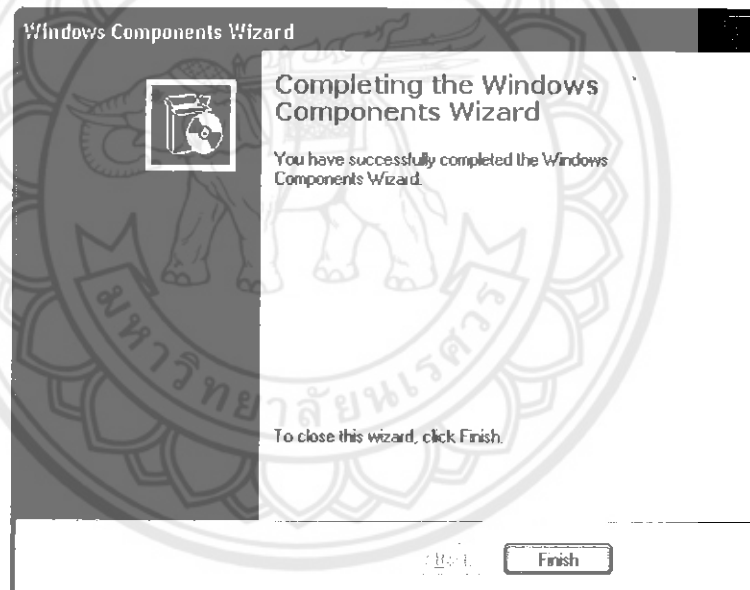 Windows Components Wizard
Completing the Windows
Components Wizard
You have successfully completed the Windows
Components Wizard.
มหาวิทยาลัยนเรศวร
To close this wizard, click Finish.
Finish